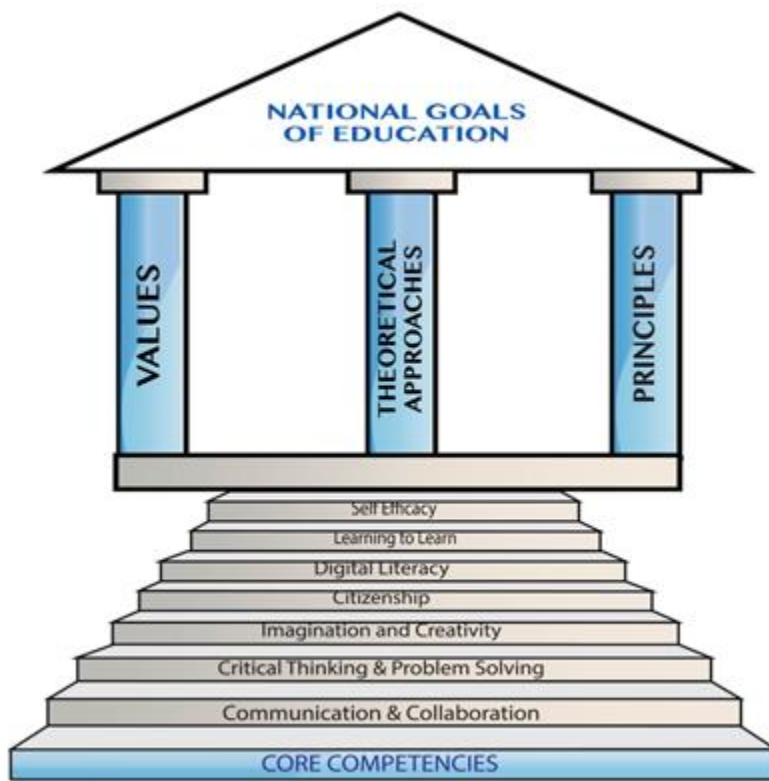 NATIONAL GOALS
OF EDUCATION
VALUES
THEORETICAL
APPROACHES
PRINCIPLES
Self Efficacy
Learning to Learn
Digital Literacy
Citizenship
Imagination and Creativity
Critical Thinking & Problem Solving
Communication & Collaboration
CORE COMPETENCIES